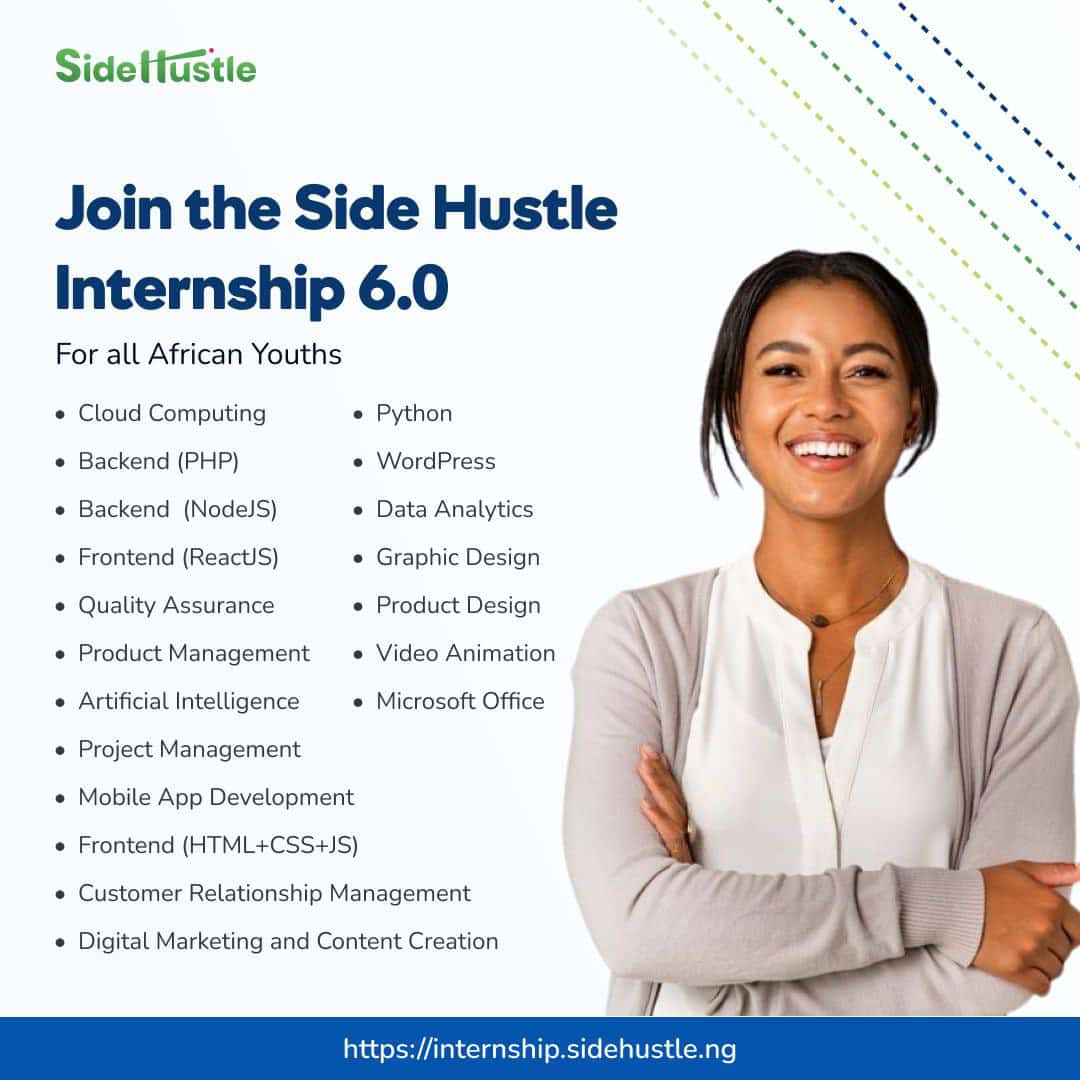 SideHustle
Join the Side Hustle
Internship 6.0
For all African Youths
• Cloud Computing
• Backend (PHP)
• Backend (NodeJS)
• Frontend (ReactJS)
• Quality Assurance
• Product Management
• Artificial Intelligence
• Project Management
• Mobile App Development
• Frontend (HTML+CSS+JS)
• Customer Relationship Management
• Digital Marketing and Content Creation
• Python
• WordPress
• Data Analytics
• Graphic Design
• Product Design
• Video Animation
• Microsoft Office
https://internship.sidehustle.ng